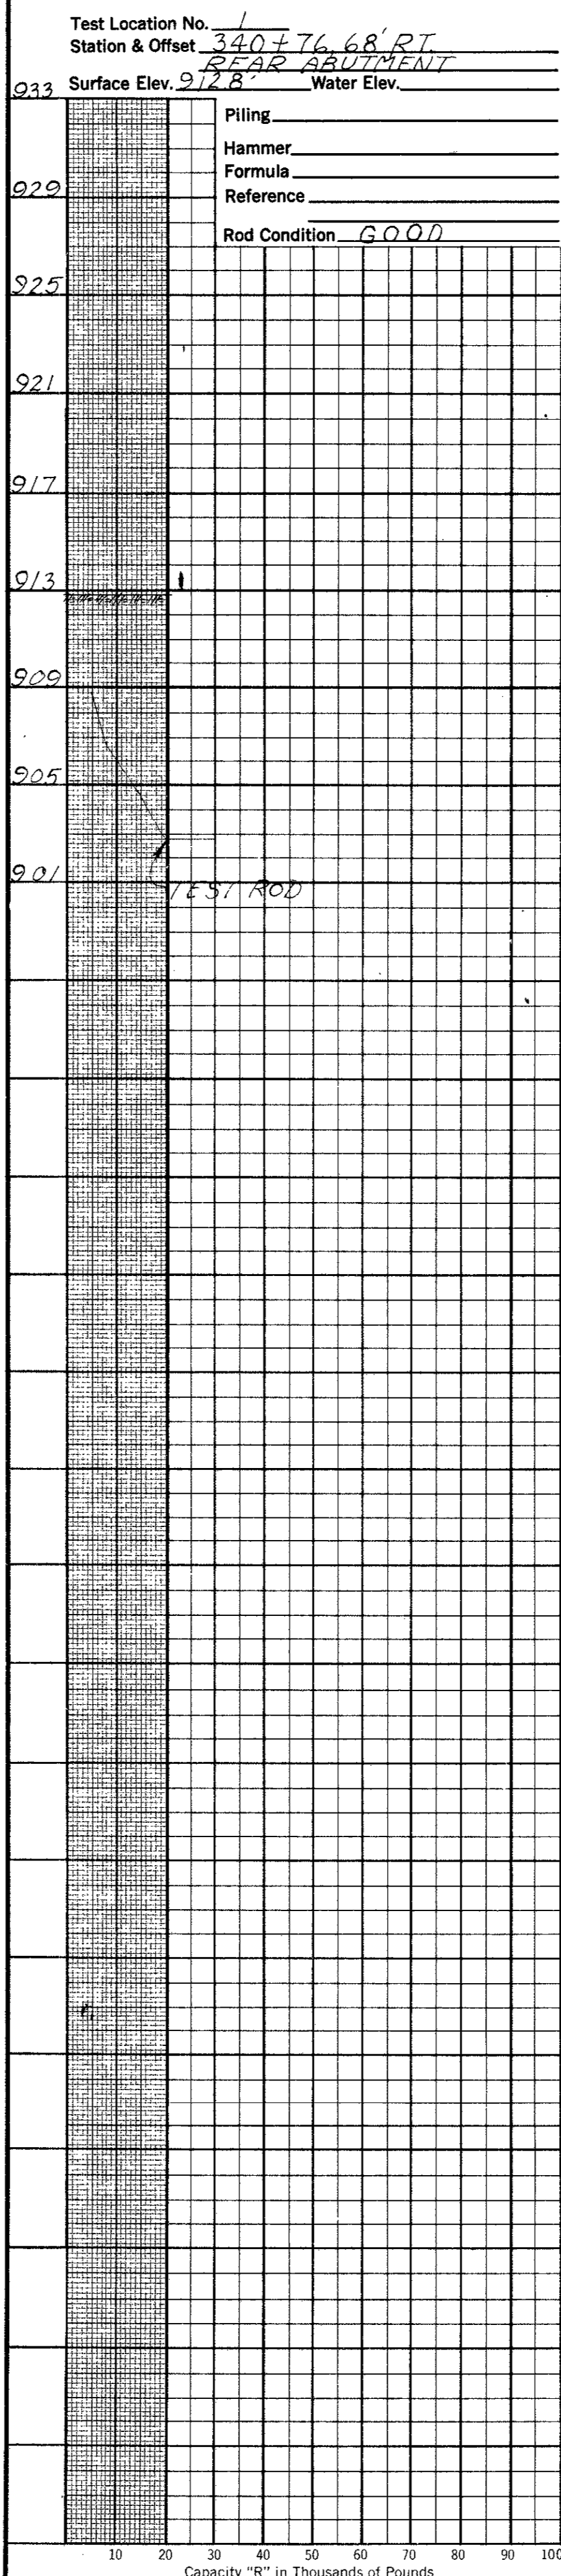 Test Location No. 1
Station & Offset 340+76, 68' RT.
REAR ABUTMENT
Surface Elev. 912.8' Water Elev.
933
Piling
Hammer
Formula
929
Reference
Rod Condition GOOD
925
921
917
913
909
905
901
TEST ROD
10 20 30 40 50 60 70 80 90 100
Capacity "R" in Thousands of Pounds